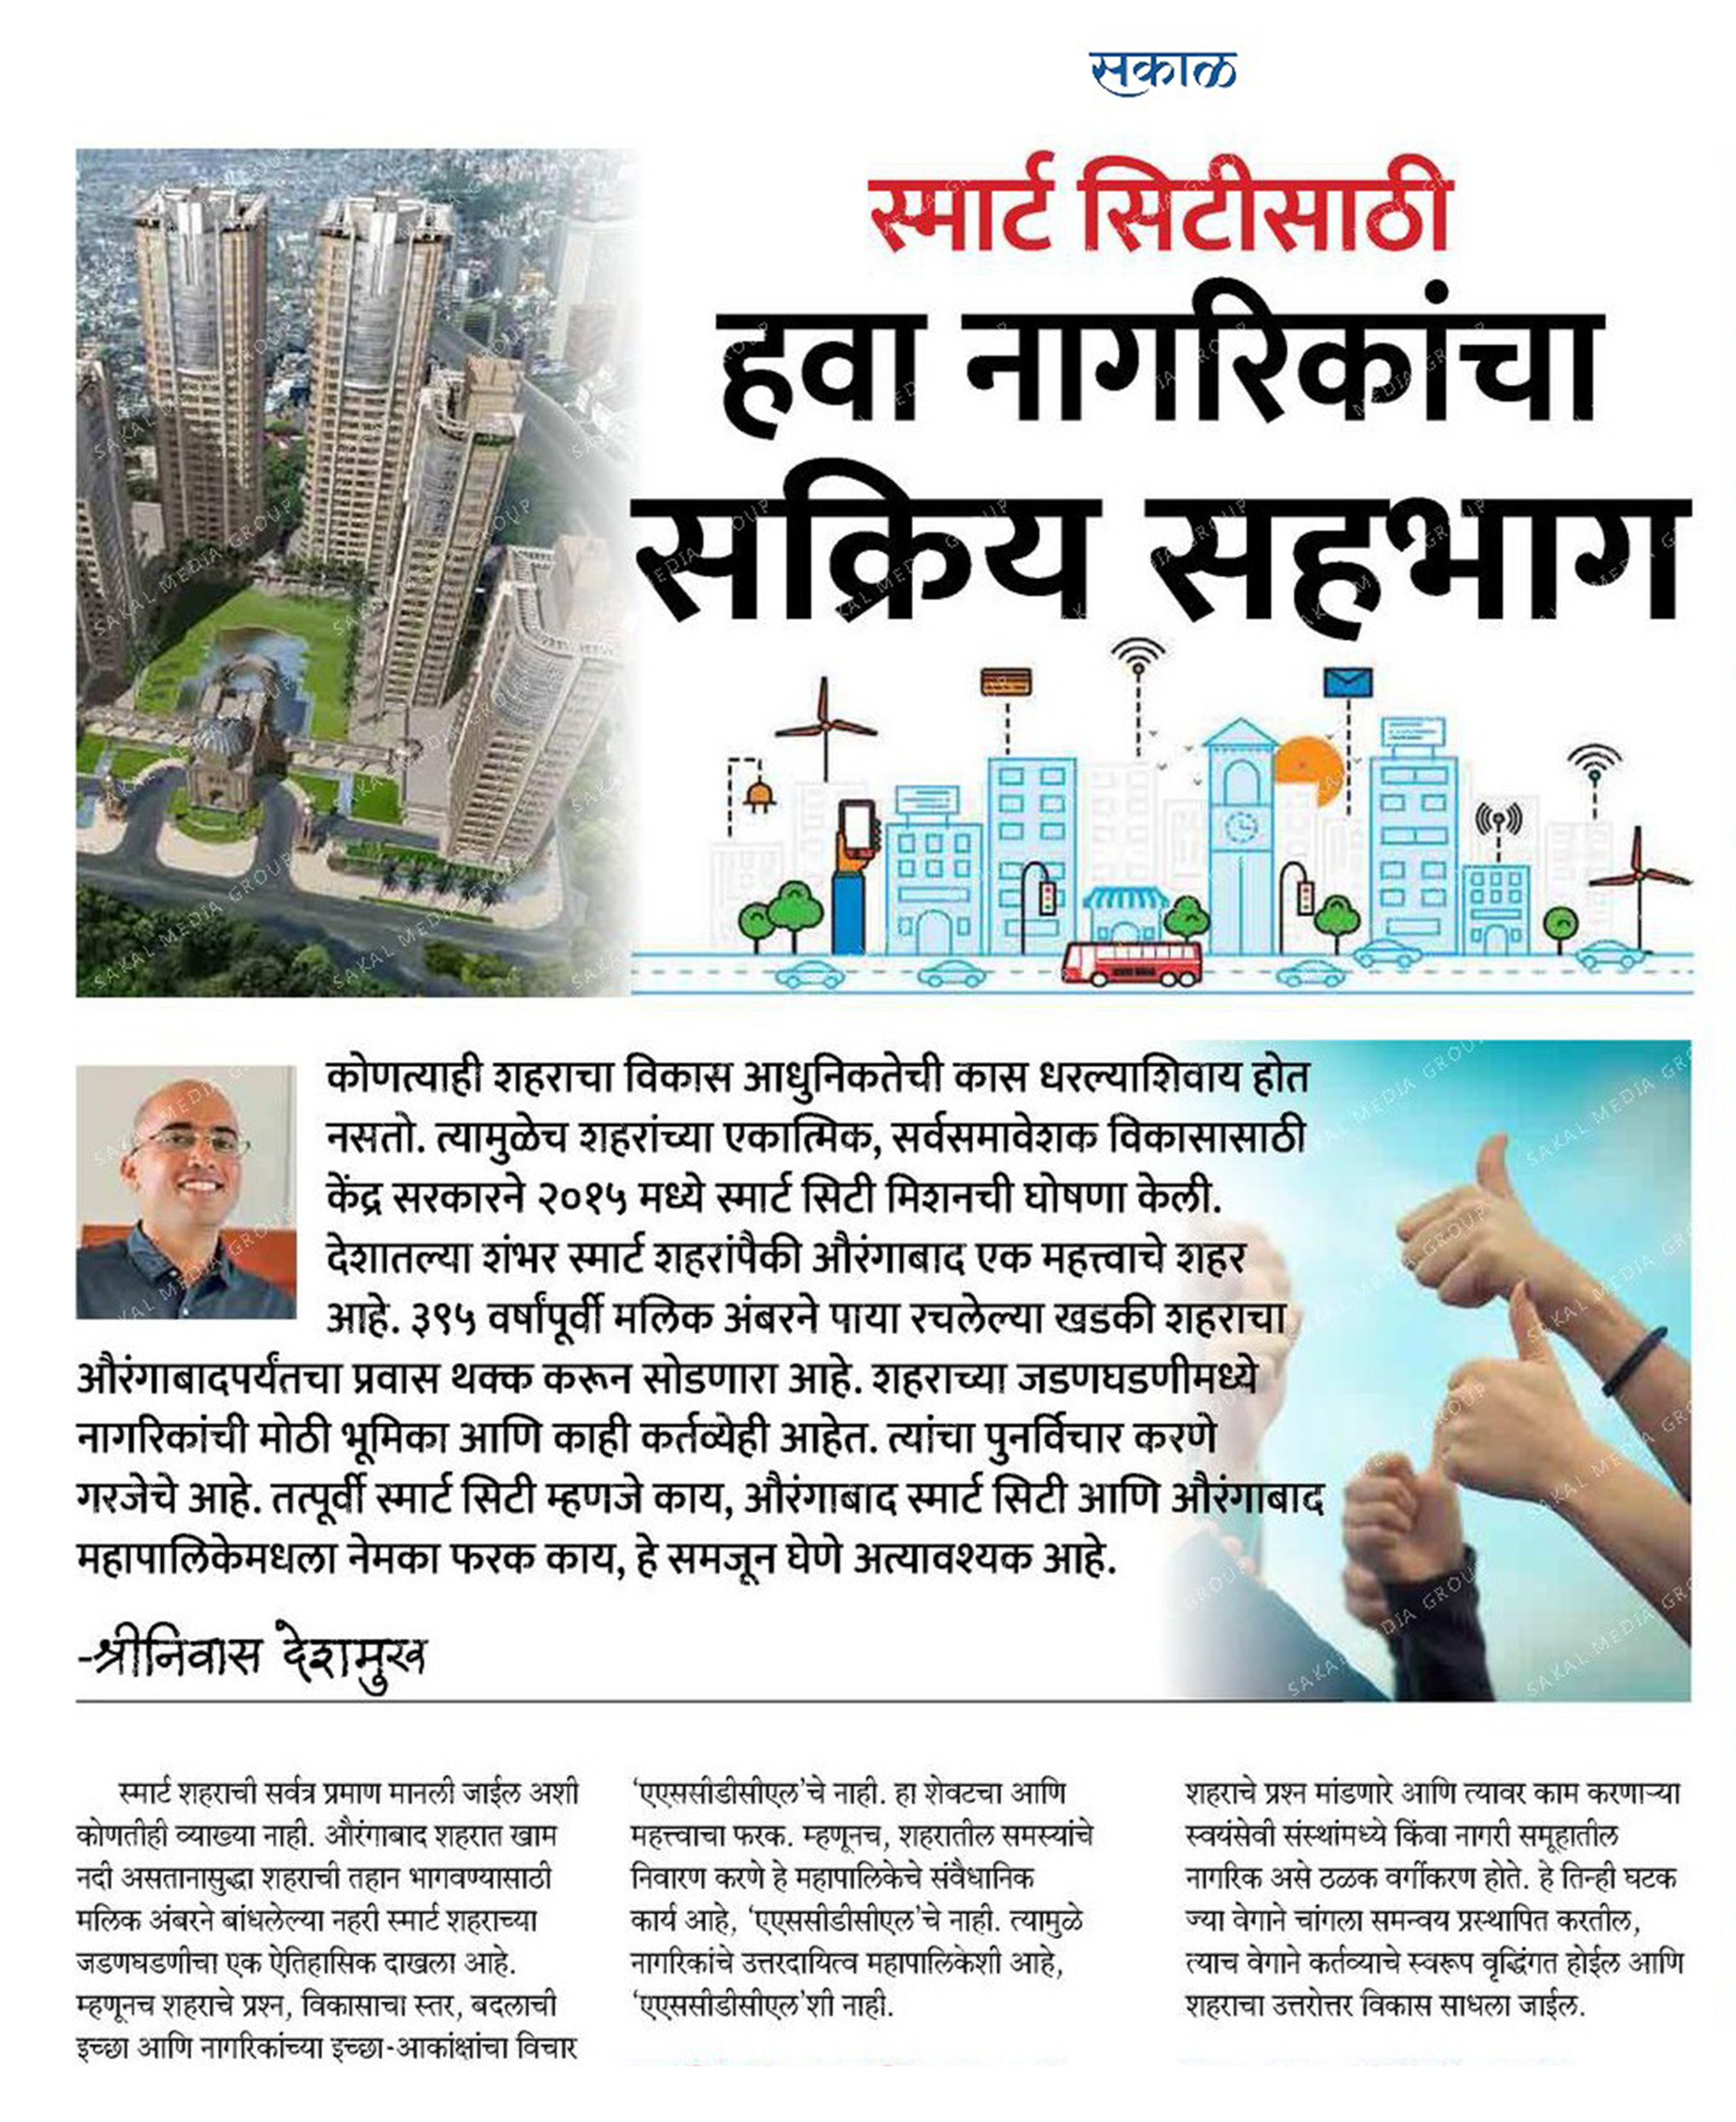 सकाळ
स्मार्ट सिटीसाठी
हवा नागरिकांचा
सक्रिय सहभाग
कोणत्याही शहराचा विकास आधुनिकतेची कास धरल्याशिवाय होत
नसतो. त्यामुळेच शहरांच्या एकात्मिक, सर्वसमावेशक विकासासाठी
केंद्र सरकारने २०१५ मध्ये स्मार्ट सिटी मिशनची घोषणा केली.
देशातल्या शंभर स्मार्ट शहरांपैकी औरंगाबाद एक महत्त्वाचे शहर
आहे. ३९५ वर्षांपूर्वी मलिक अंबरने पाया रचलेल्या खडकी शहराचा
औरंगाबादपर्यंतचा प्रवास थक्क करून सोडणारा आहे. शहराच्या जडणघडणीमध्ये
नागरिकांची मोठी भूमिका आणि काही कर्तव्येही आहेत. त्यांचा पुनर्विचार करणे
गरजेचे आहे. तत्पूर्वी स्मार्ट सिटी म्हणजे काय, औरंगाबाद स्मार्ट सिटी आणि औरंगाबाद
महापालिकेमधला नेमका फरक काय, हे समजून घेणे अत्यावश्यक आहे.
-श्रीनिवास देशमुख
स्मार्ट शहराची सर्वत्र प्रमाण मानली जाईल अशी
कोणतीही व्याख्या नाही. औरंगाबाद शहरात खाम
नदी असतानासुद्धा शहराची तहान भागवण्यासाठी
मलिक अंबरने बांधलेल्या नहरी स्मार्ट शहराच्या
जडणघडणीचा एक ऐतिहासिक दाखला आहे.
म्हणूनच शहराचे प्रश्न, विकासाचा स्तर, बदलाची
इच्छा आणि नागरिकांच्या इच्छा-आकांक्षांचा विचार
‘एएससीडीसीएल’चे नाही. हा शेवटचा आणि
महत्त्वाचा फरक. म्हणूनच, शहरातील समस्यांचे
निवारण करणे हे महापालिकेचे संवैधानिक
कार्य आहे, ‘एएससीडीसीएल’चे नाही. त्यामुळे
नागरिकांचे उत्तरदायित्व महापालिकेशी आहे,
‘एएससीडीसीएल’शी नाही.
शहराचे प्रश्न मांडणारे आणि त्यावर काम करणाऱ्या
स्वयंसेवी संस्थांमध्ये किंवा नागरी समूहातील
नागरिक असे ठळक वर्गीकरण होते. हे तिन्ही घटक
ज्या वेगाने चांगला समन्वय प्रस्थापित करतील,
त्याच वेगाने कर्तव्याचे स्वरूप वृद्धिंगत होईल आणि
शहराचा उत्तरोत्तर विकास साधला जाईल.
SAKAL MEDIA GROUP